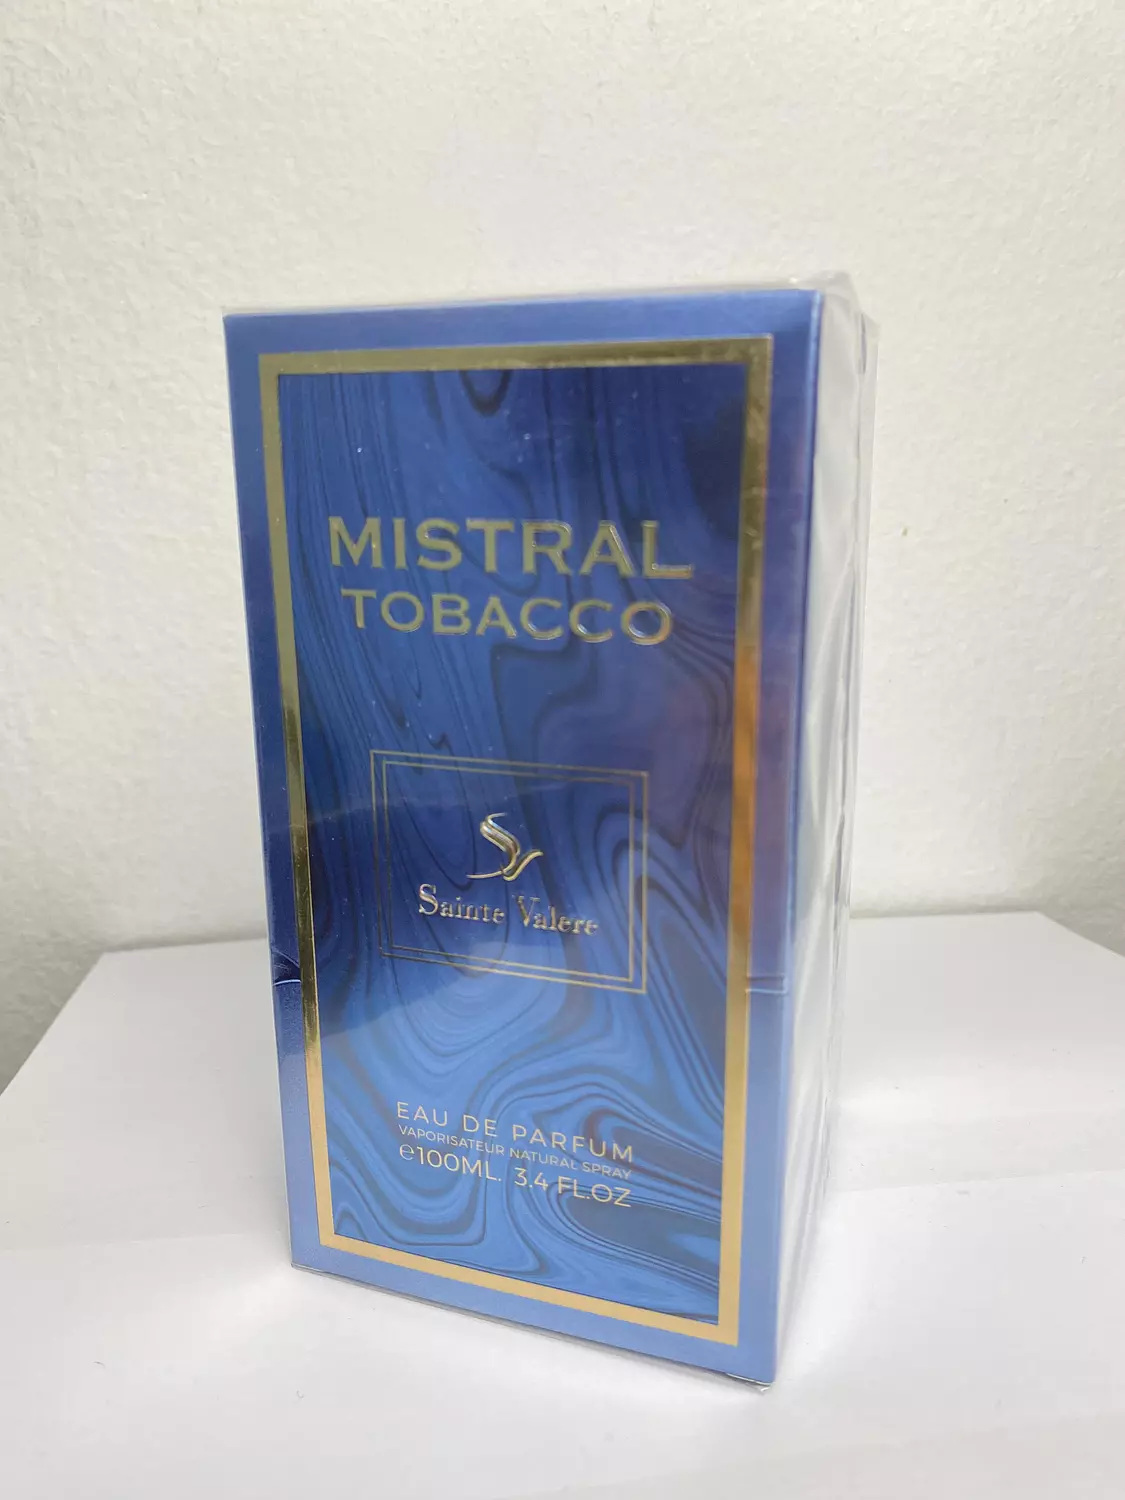 MISTRAL
TOBACCO
Sainte Valere
EAU DE PARFUM
VAPORISATEUR NATURAL SPRAY
℮100ML. 3.4 FL.OZ